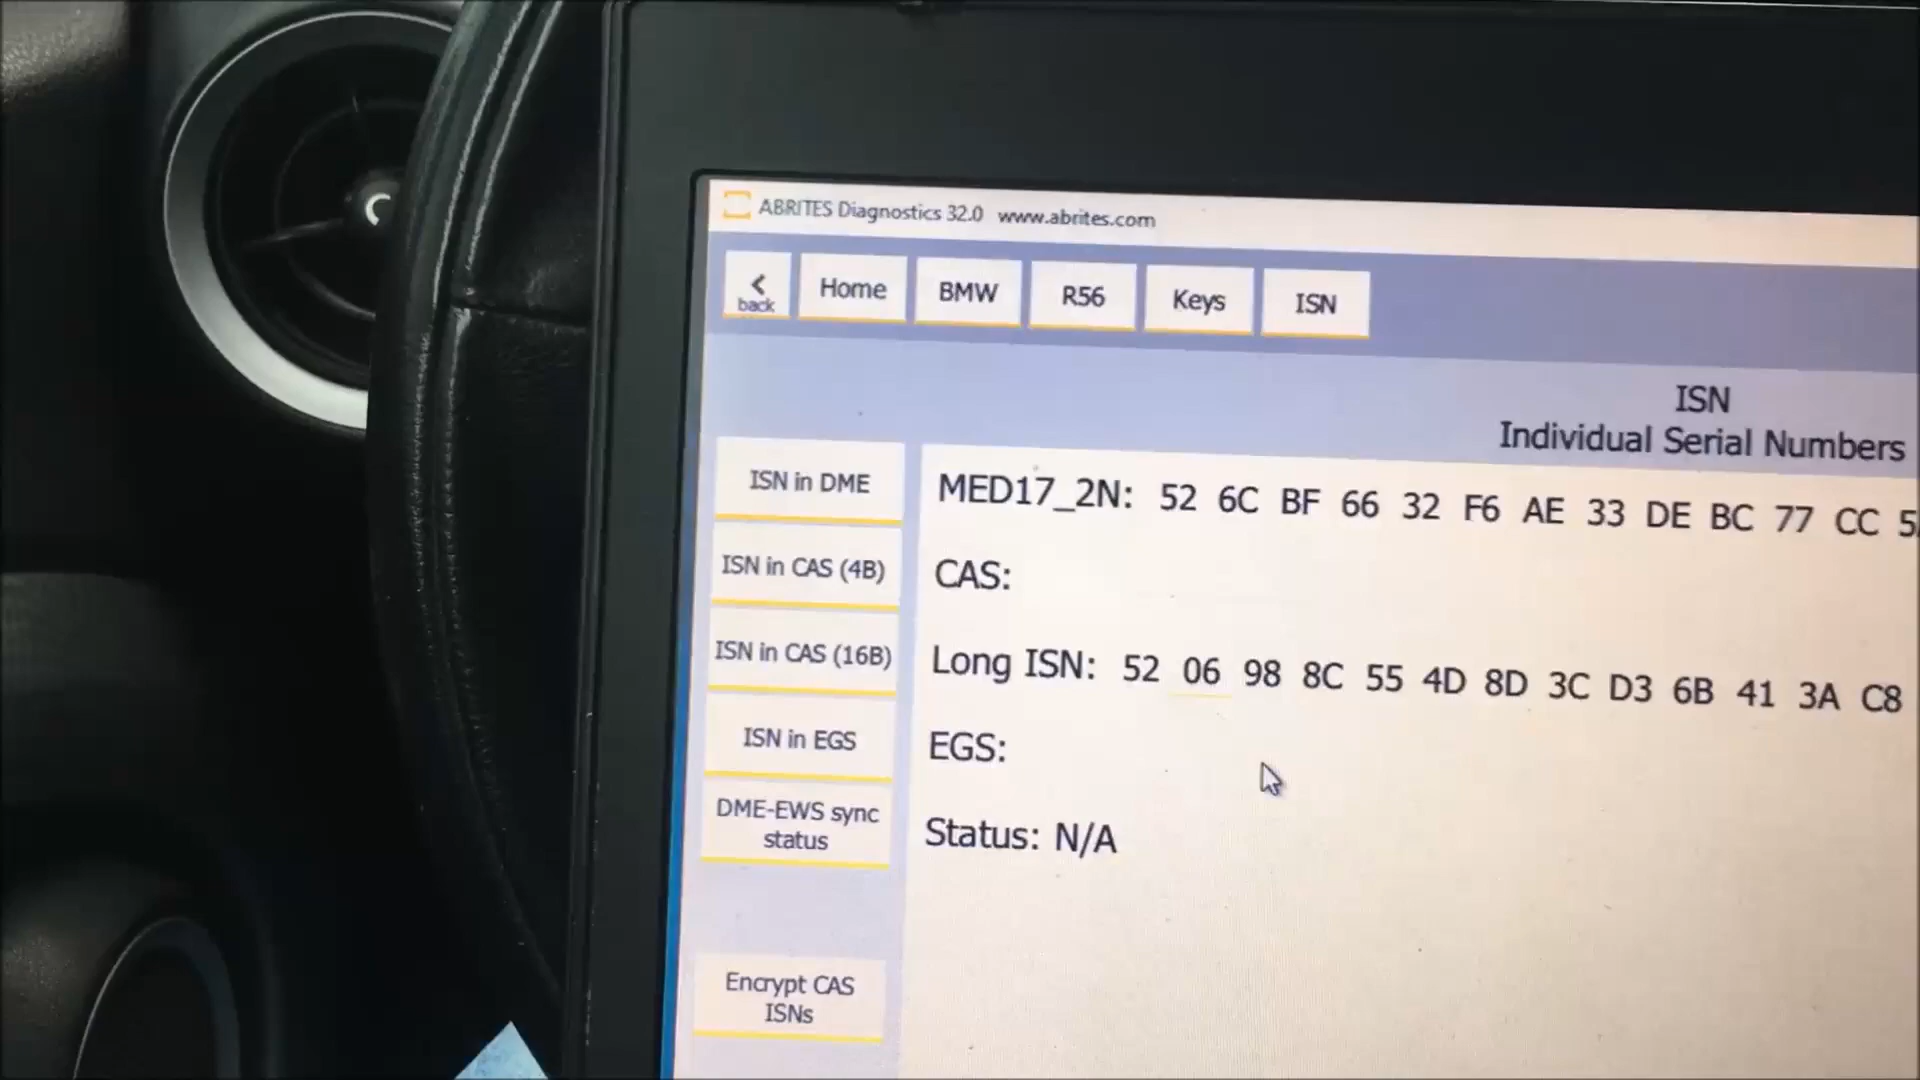 ABRITES Diagnostics 32.0 www.abrites.com
< back Home BMW R56 Keys ISN
ISN
Individual Serial Numbers
ISN in DME
MED17_2N: 52 6C BF 66 32 F6 AE 33 DE BC 77 CC
ISN in CAS (4B)
CAS:
ISN in CAS (16B)
Long ISN: 52 06 98 8C 55 4D 8D 3C D3 6B 41 3A C8
ISN in EGS
EGS:
DME-EWS sync
status
Status: N/A
Encrypt CAS
ISNs